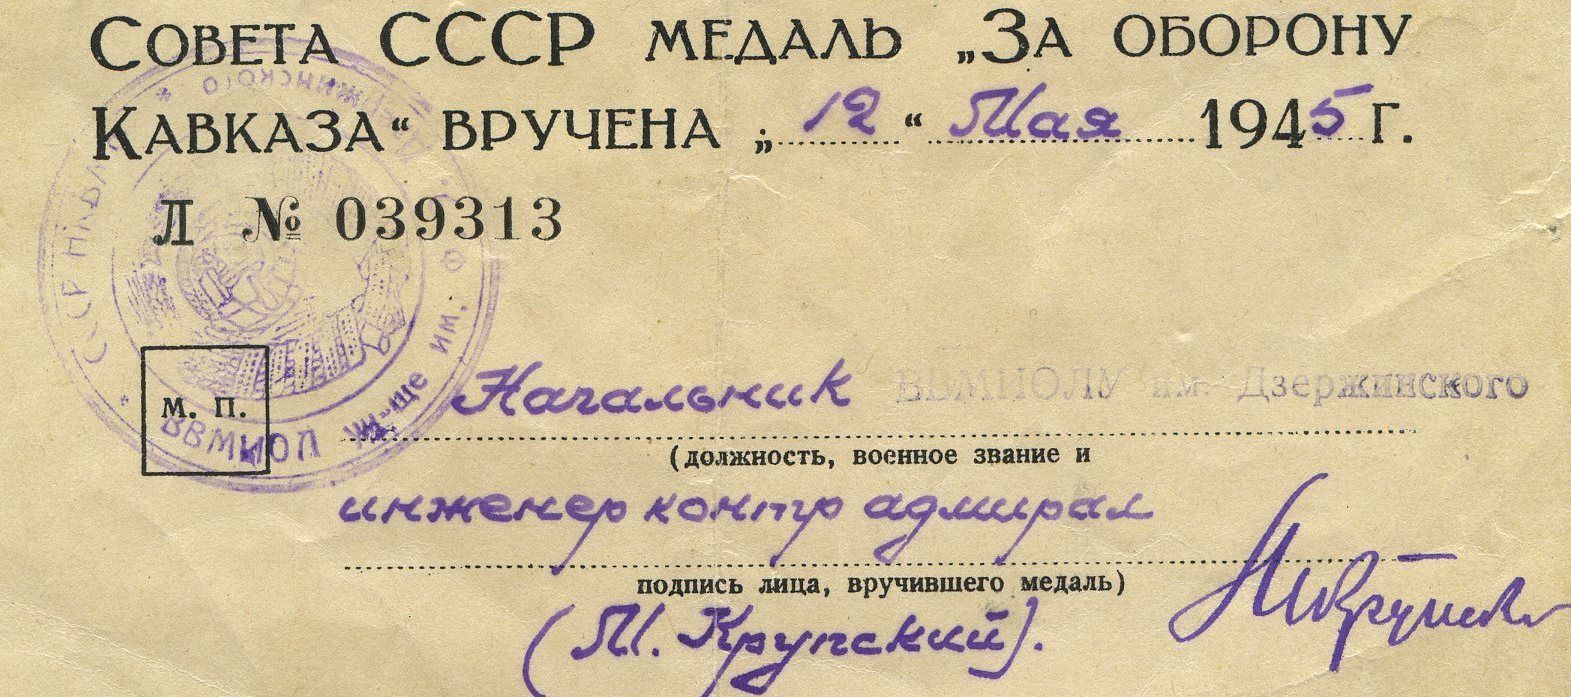 СОВЕТА СССР МЕДАЛЬ „ЗА ОБОРОНУ
КАВКАЗА“ ВРУЧЕНА „12“ Мая 1945 г.
Л № 039313
Начальник ВВМИОЛУ им. Дзержинского
М. П.
(должность, военное звание и
инженер контр адмирал
подпись лица, вручившего медаль)
(М. Крупский).